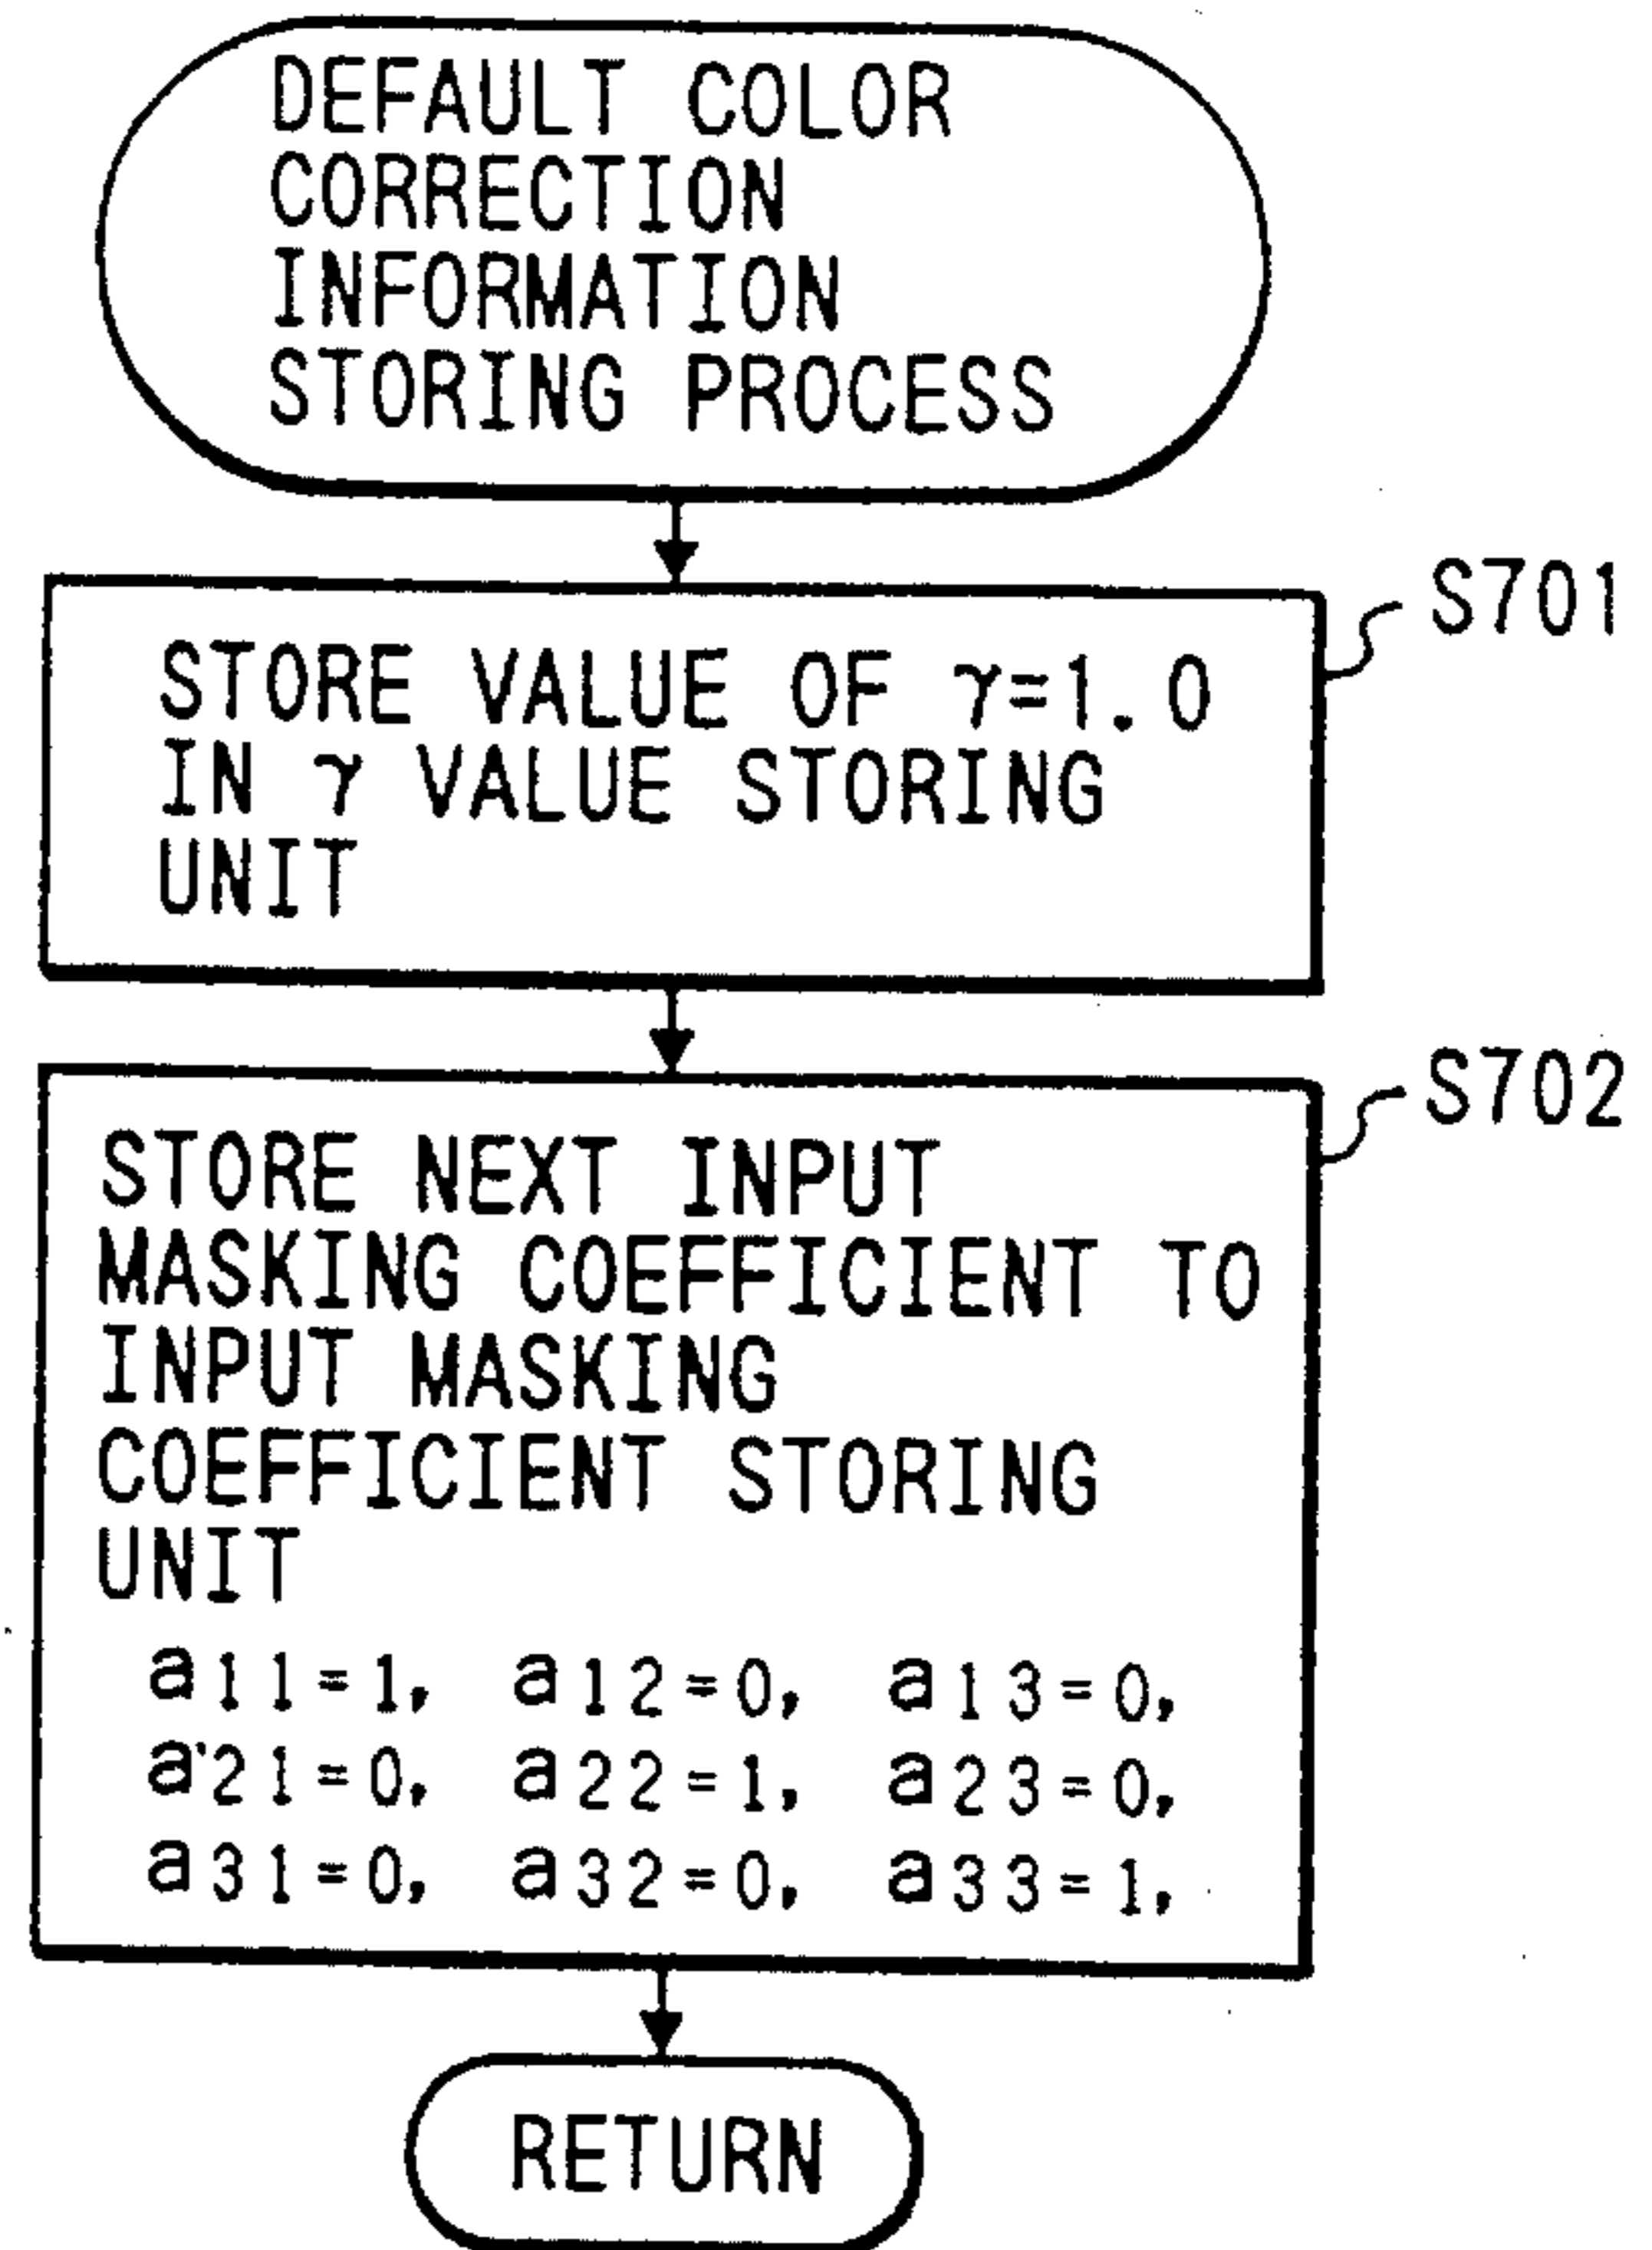 DEFAULT COLOR
CORRECTION
INFORMATION
STORING PROCESS
S701
STORE VALUE OF γ=1.0
IN γ VALUE STORING
UNIT
S702
STORE NEXT INPUT
MASKING COEFFICIENT TO
INPUT MASKING
COEFFICIENT STORING
UNIT
a11=1, a12=0, a13=0,
a21=0, a22=1, a23=0,
a31=0, a32=0, a33=1,
RETURN